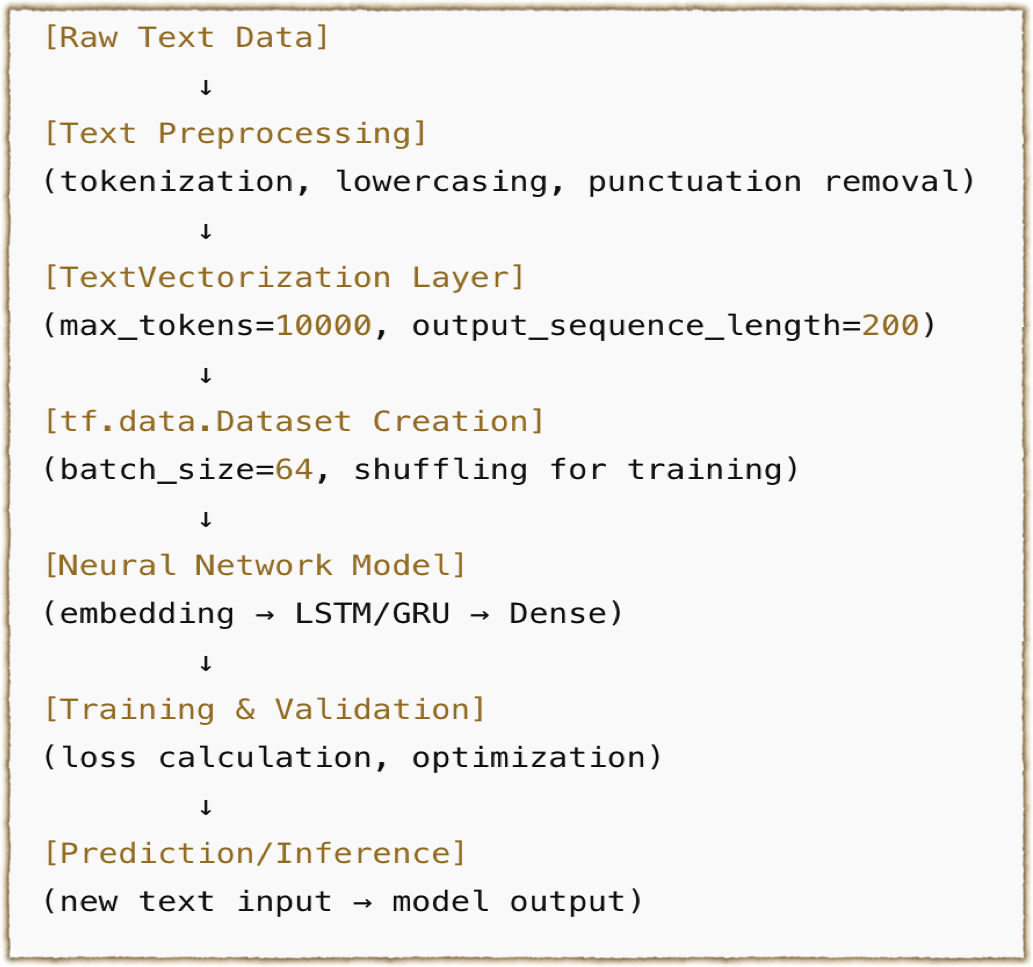 [Raw Text Data]
↓
[Text Preprocessing]
(tokenization, lowercasing, punctuation removal)
↓
[TextVectorization Layer]
(max_tokens=10000, output_sequence_length=200)
↓
[tf.data.Dataset Creation]
(batch_size=64, shuffling for training)
↓
[Neural Network Model]
(embedding → LSTM/GRU → Dense)
↓
[Training & Validation]
(loss calculation, optimization)
↓
[Prediction/Inference]
(new text input → model output)